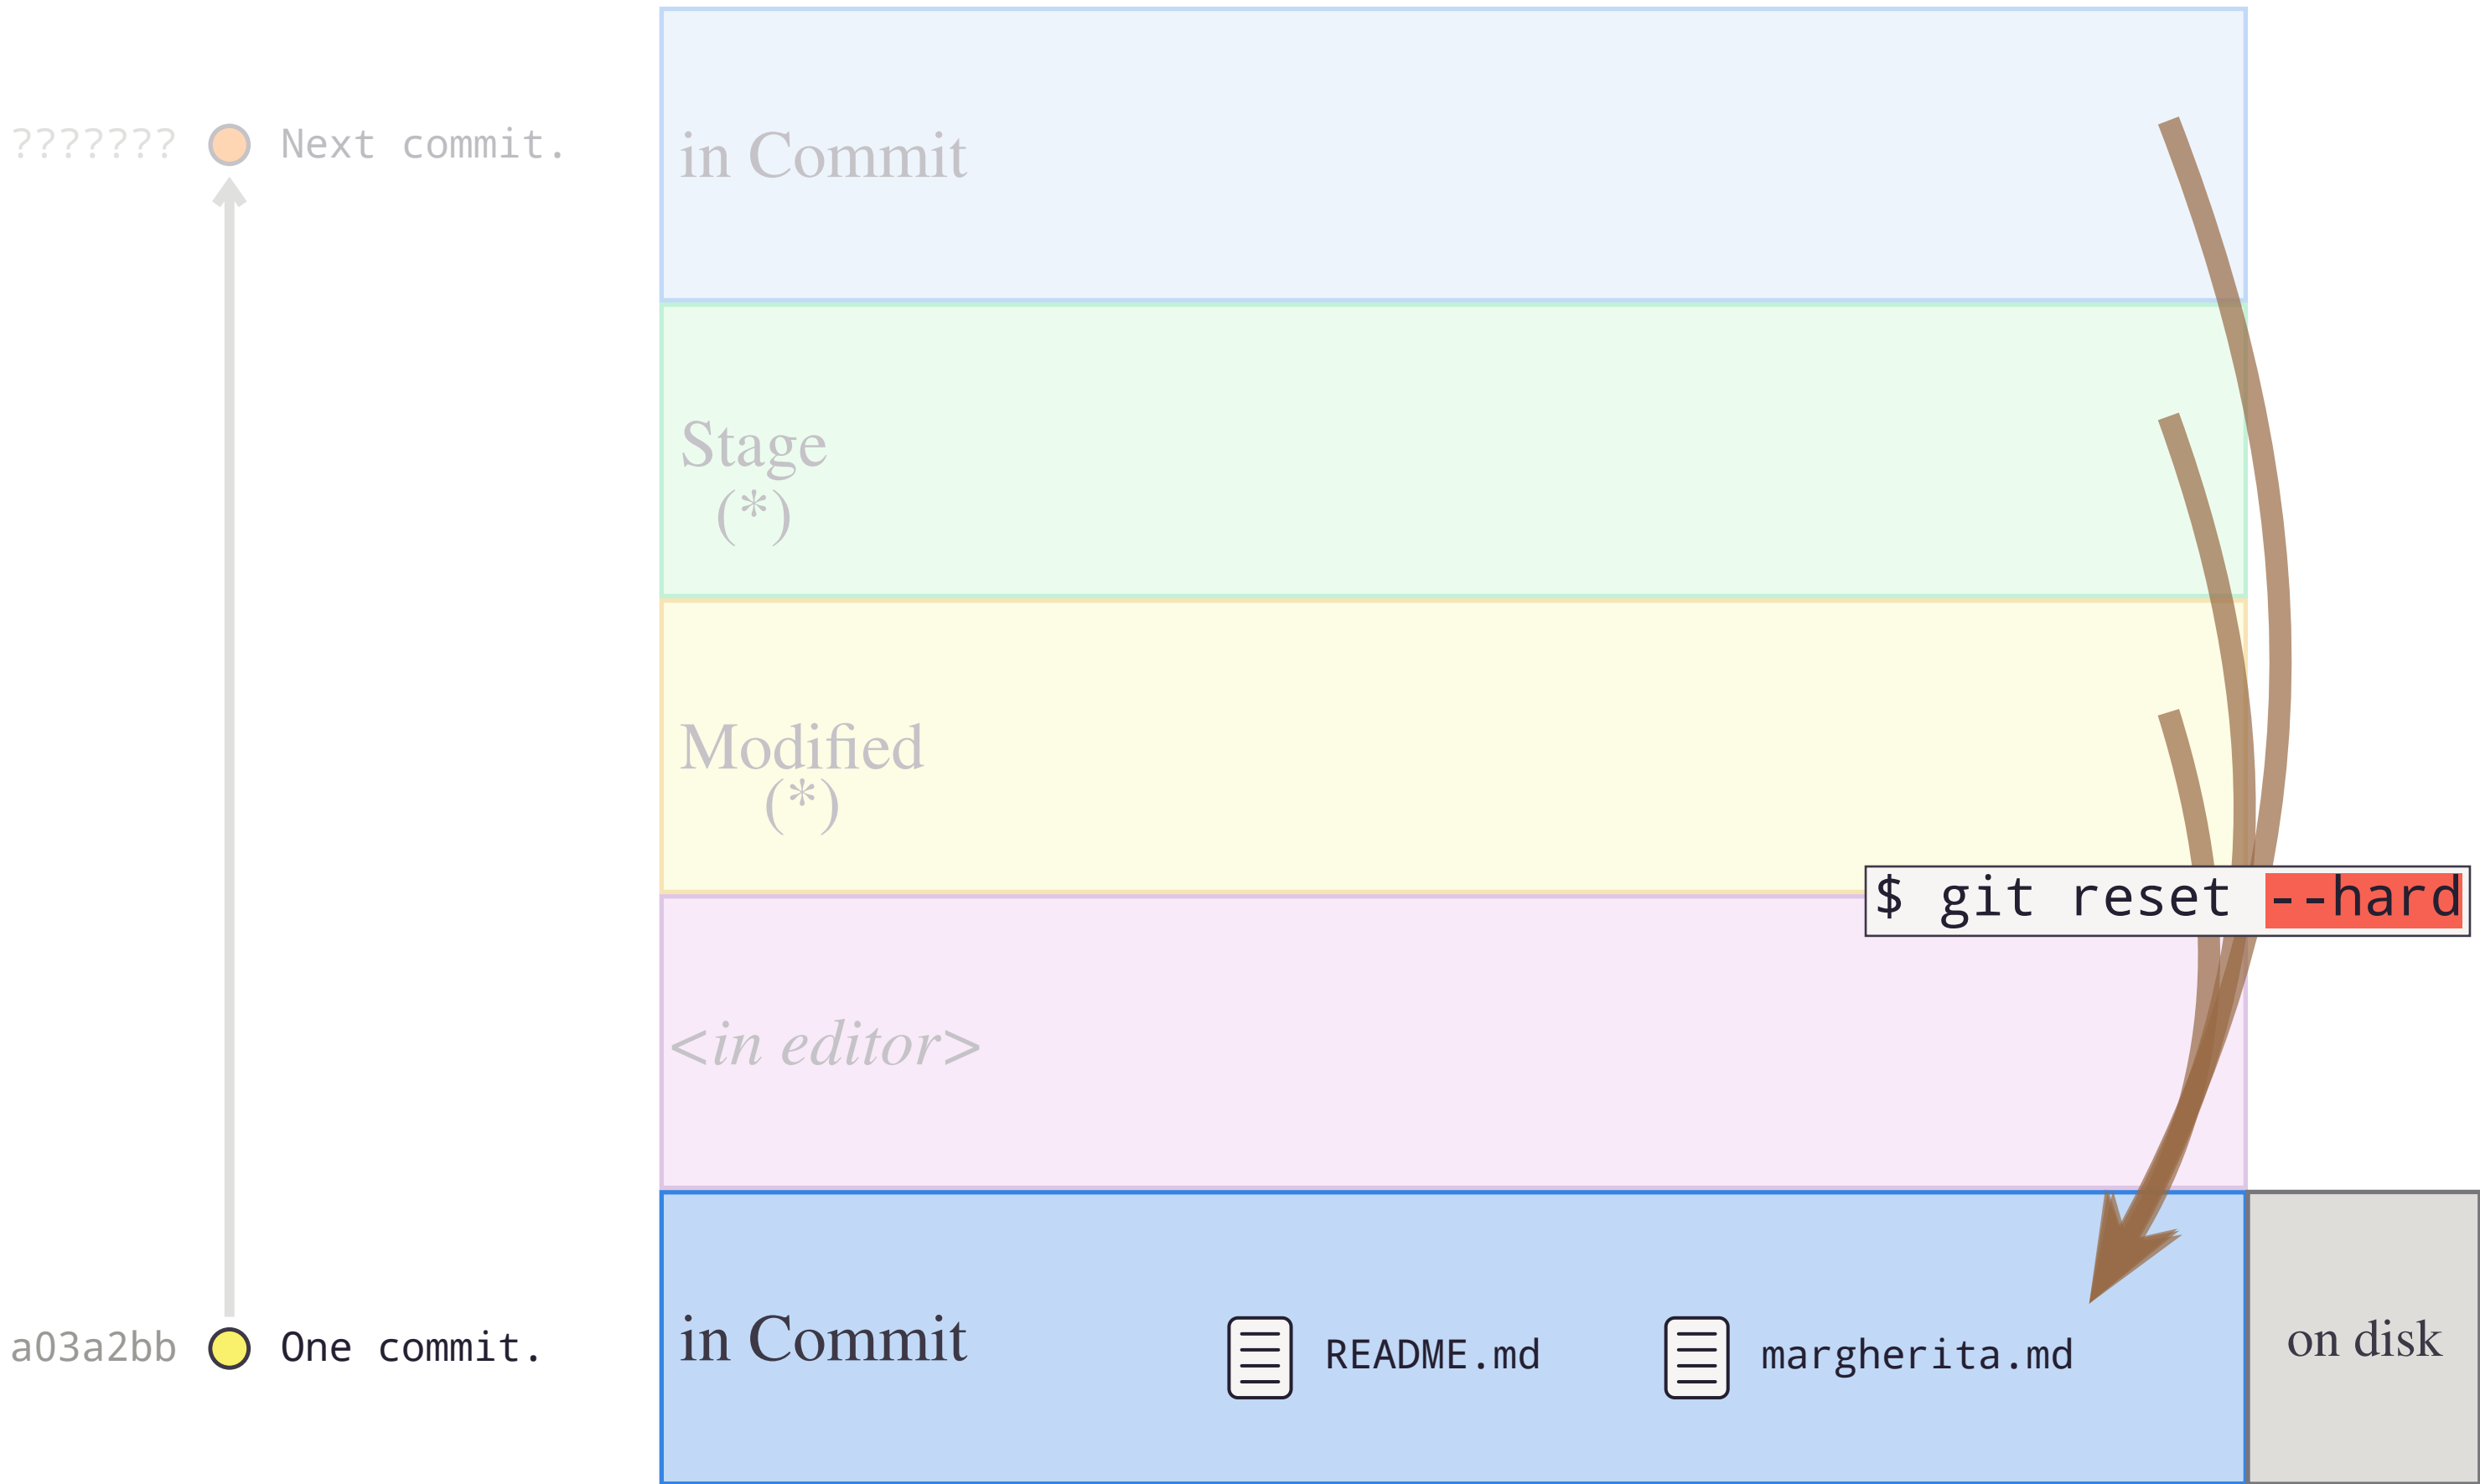 ??????? Next commit.
in Commit
Stage
(*)
Modified
(*)
$ git reset --hard
<in editor>
a03a2bb One commit.
in Commit
README.md
margherita.md
on disk